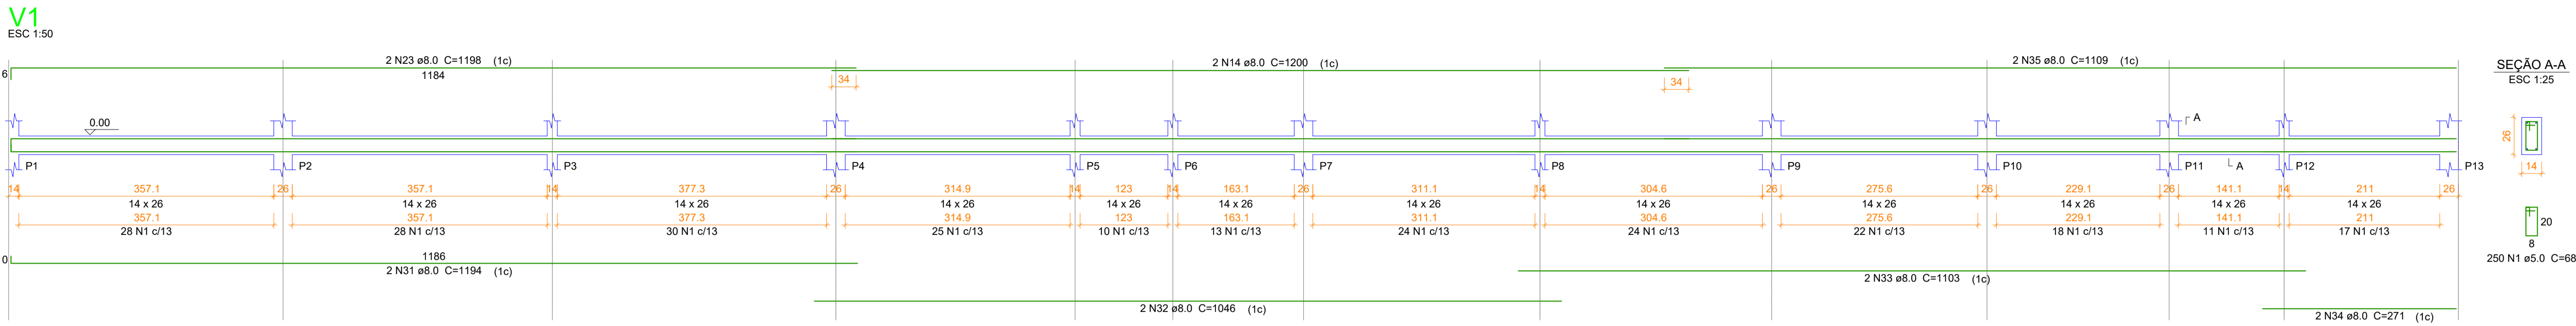 V1
ESC 1:50
2 N23 ø8.0 C=1198 (1c)
2 N14 ø8.0 C=1200 (1c)
2 N35 ø8.0 C=1109 (1c)
6
1184
34
34
SEÇÃO A-A
ESC 1:25
0.00
A
26
P1 P2 P3 P4 P5 P6 P7 P8 P9 P10 P11 A P12 P13
14
14 357.1 26 357.1 14 377.3 26 314.9 14 123 14 163.1 26 311.1 14 304.6 26 275.6 26 229.1 26 141.1 14 211 26
14 x 26 14 x 26 14 x 26 14 x 26 14 x 26 14 x 26 14 x 26 14 x 26 14 x 26 14 x 26 14 x 26 14 x 26
357.1 357.1 377.3 314.9 123 163.1 311.1 304.6 275.6 229.1 141.1 211
28 N1 c/13 28 N1 c/13 30 N1 c/13 25 N1 c/13 10 N1 c/13 13 N1 c/13 24 N1 c/13 24 N1 c/13 22 N1 c/13 18 N1 c/13 11 N1 c/13 17 N1 c/13
20
8
250 N1 ø5.0 C=68
0
1186
2 N31 ø8.0 C=1194 (1c)
2 N33 ø8.0 C=1103 (1c)
2 N32 ø8.0 C=1046 (1c)
2 N34 ø8.0 C=271 (1c)